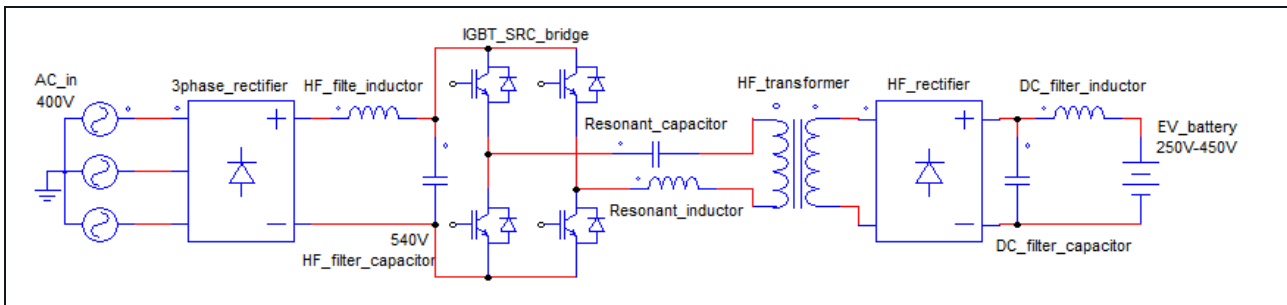 IGBT_SRC_bridge
AC_in
400V
3phase_rectifier
HF_filte_inductor
HF_transformer
HF_rectifier
DC_filter_inductor
Resonant_capacitor
EV_battery
250V-450V
Resonant_inductor
540V
HF_filter_capacitor
DC_filter_capacitor